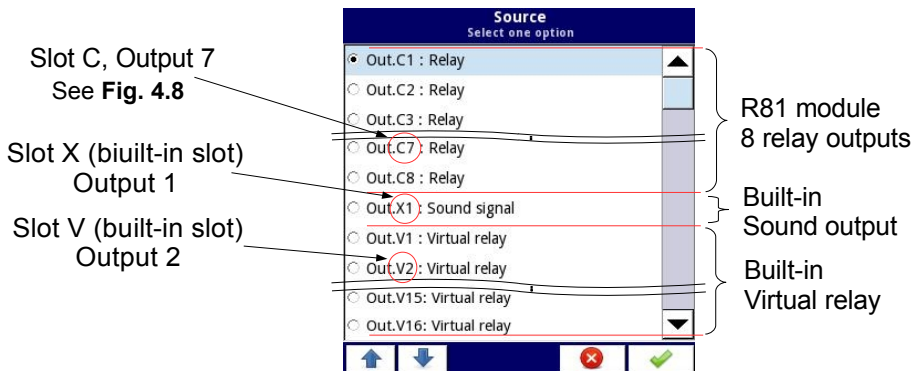 Source
Select one option
Slot C, Output 7
See Fig. 4.8
Slot X (biuilt-in slot)
Output 1
Slot V (built-in slot)
Output 2
Out.C1 : Relay
Out.C2 : Relay
Out.C3 : Relay
Out.C7 : Relay
Out.C8 : Relay
Out.X1 : Sound signal
Out.V1 : Virtual relay
Out.V2 : Virtual relay
Out.V15: Virtual relay
Out.V16: Virtual relay
R81 module
8 relay outputs
Built-in
Sound output
Built-in
Virtual relay